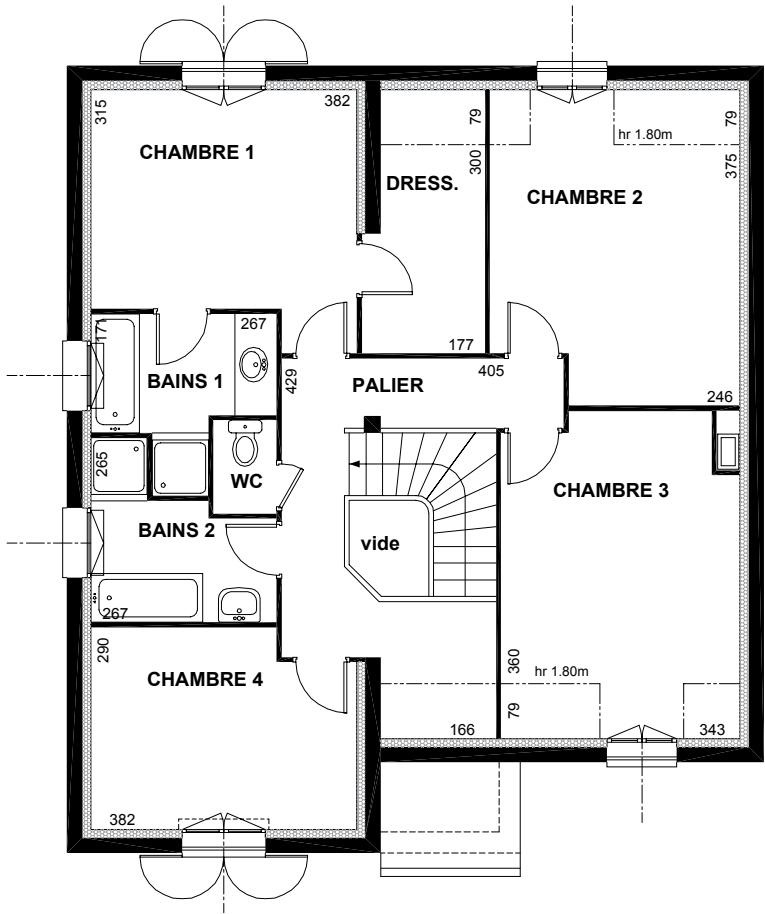 315
382
79
79
hr 1.80m
CHAMBRE 1
300
375
DRESS.
CHAMBRE 2
171
267
177
429
405
BAINS 1
PALIER
246
265
WC
CHAMBRE 3
BAINS 2
vide
267
290
360
hr 1.80m
CHAMBRE 4
79
166
343
382